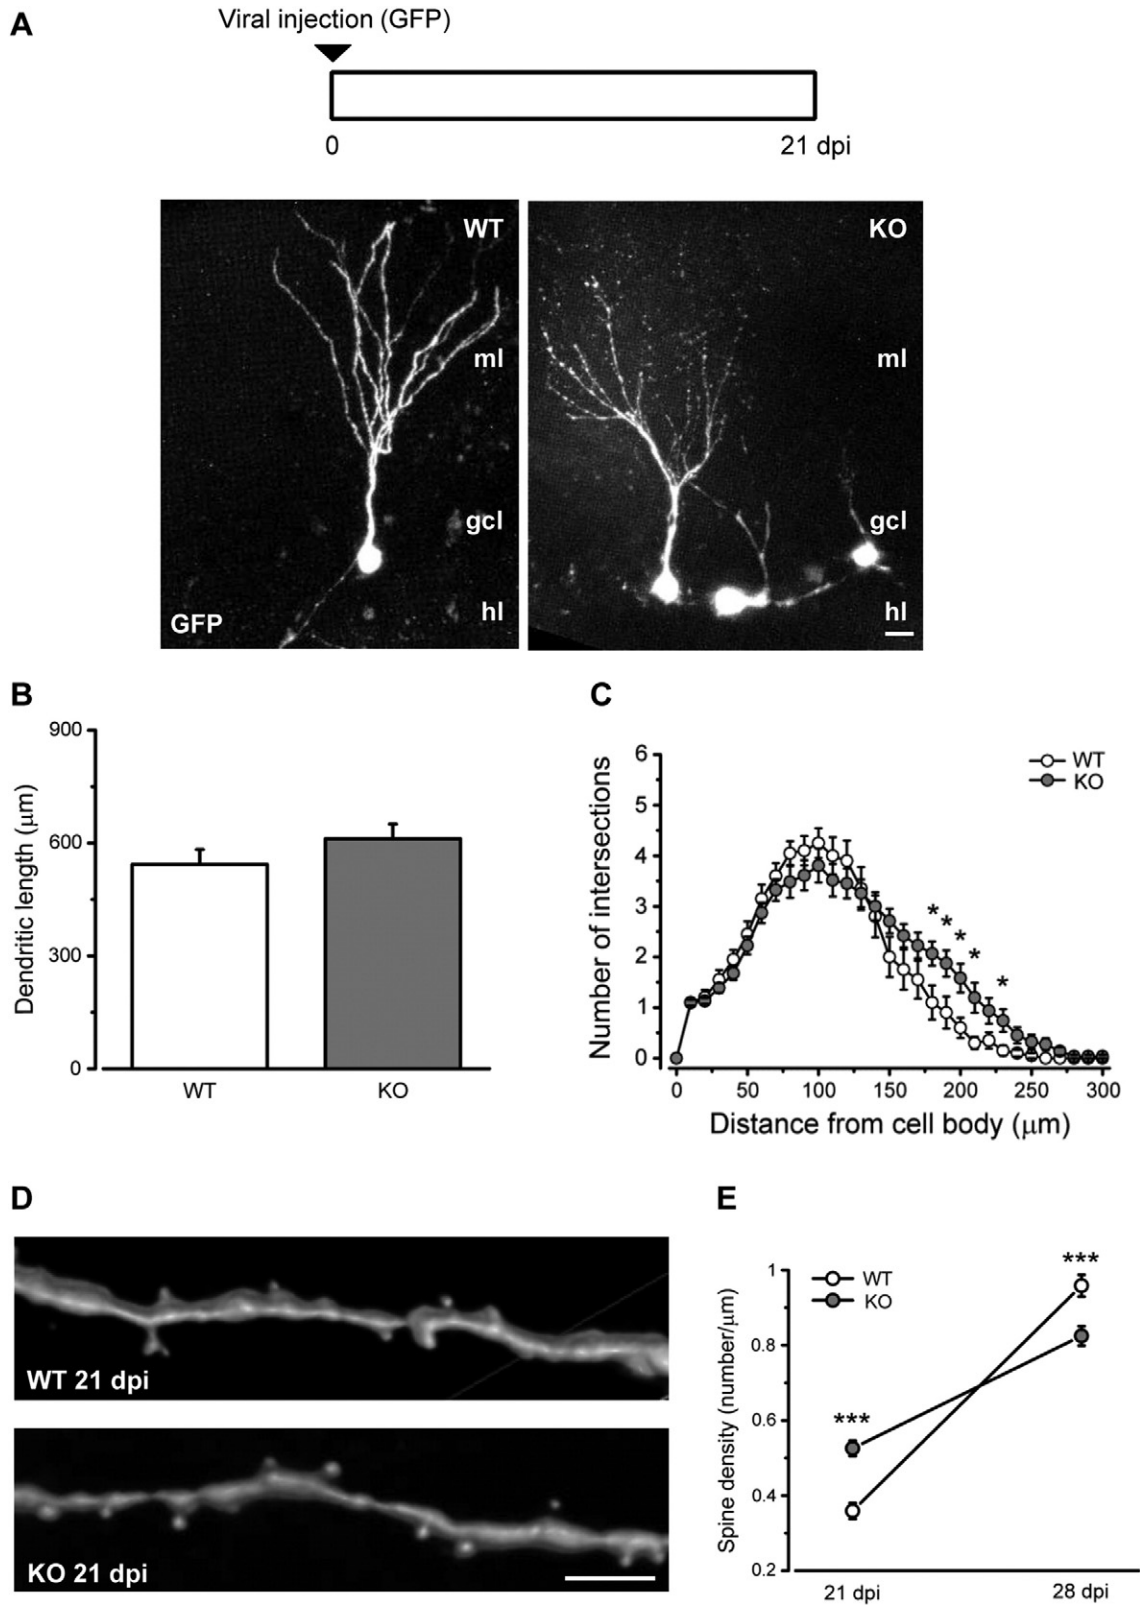 A
Viral injection (GFP)
0
21 dpi
WT
ml
gcl
hl
GFP
KO
ml
gcl
hl
B
Dendritic length (µm)
900
600
300
0
WT
KO
C
Number of intersections
6
5
4
3
2
1
0
WT
KO
* * * * *
0 50 100 150 200 250 300
Distance from cell body (µm)
D
WT 21 dpi
KO 21 dpi
E
Spine density (number/µm)
1
0.8
0.6
0.4
0.2
WT
KO
***
***
21 dpi
28 dpi